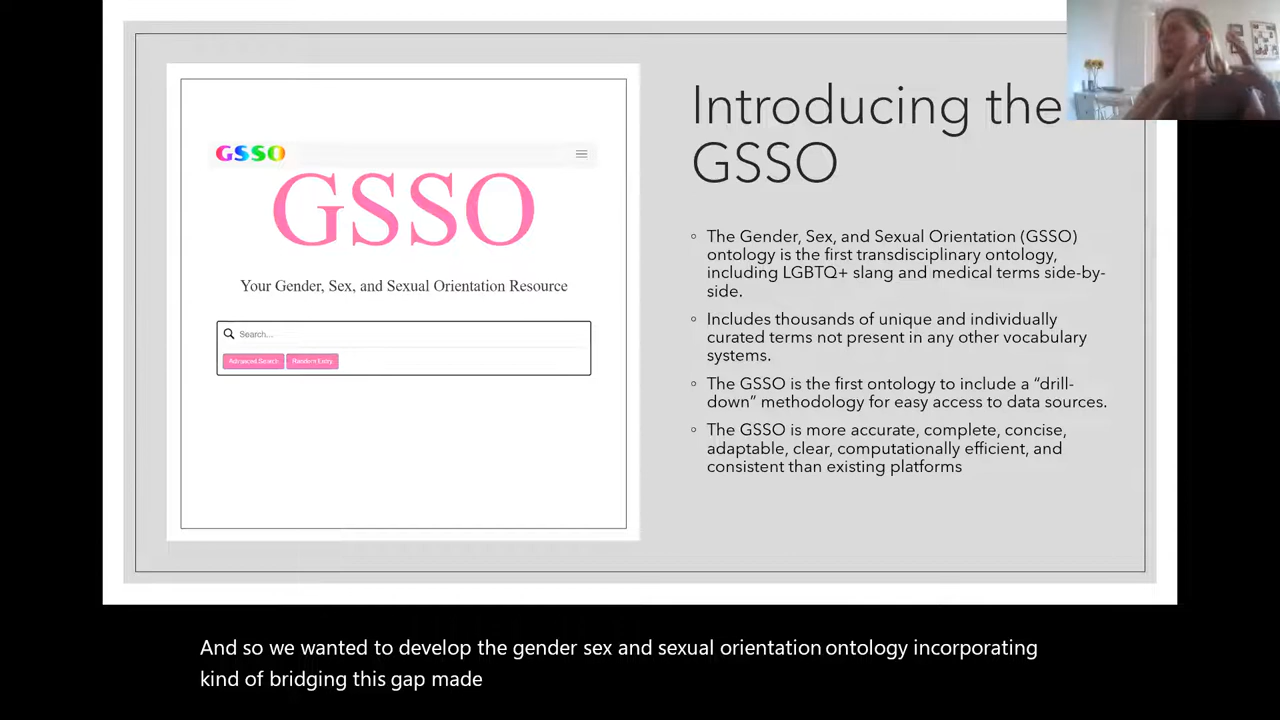 Introducing the
GSSO
GSSO
GSSO
Your Gender, Sex, and Sexual Orientation Resource
Search...
Advanced Search Random Entry
The Gender, Sex, and Sexual Orientation (GSSO)
ontology is the first transdisciplinary ontology,
including LGBTQ+ slang and medical terms side-by-
side.
Includes thousands of unique and individually
curated terms not present in any other vocabulary
systems.
The GSSO is the first ontology to include a “drill-
down” methodology for easy access to data sources.
The GSSO is more accurate, complete, concise,
adaptable, clear, computationally efficient, and
consistent than existing platforms
And so we wanted to develop the gender sex and sexual orientation ontology incorporating
kind of bridging this gap made